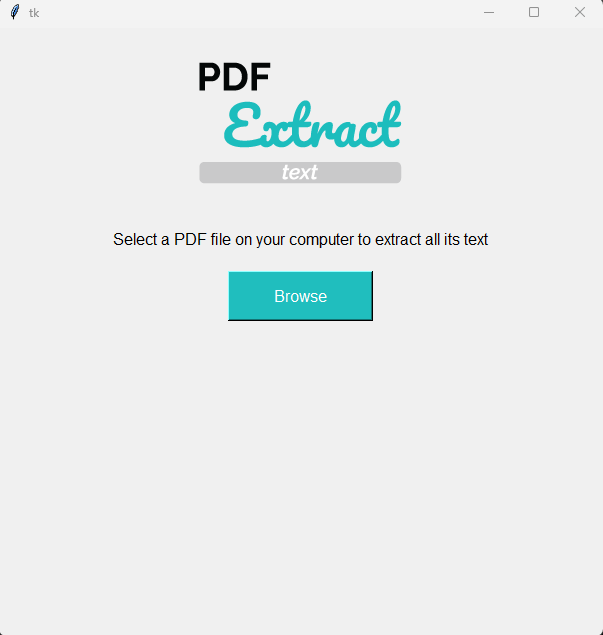 tk
PDF
Extract
text
Select a PDF file on your computer to extract all its text
Browse